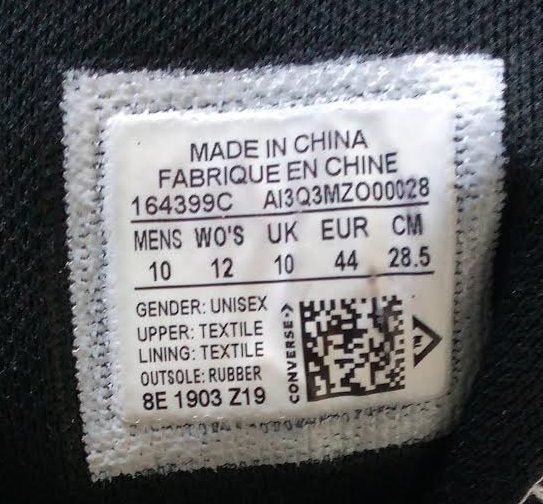 MADE IN CHINA
FABRIQUE EN CHINE
164399C AI3Q3MZO00028
MENS WO'S UK EUR CM
10 12 10 44 28.5
GENDER: UNISEX
UPPER: TEXTILE
LINING: TEXTILE
OUTSOLE: RUBBER
8E 1903 Z19
CONVERSE
TM